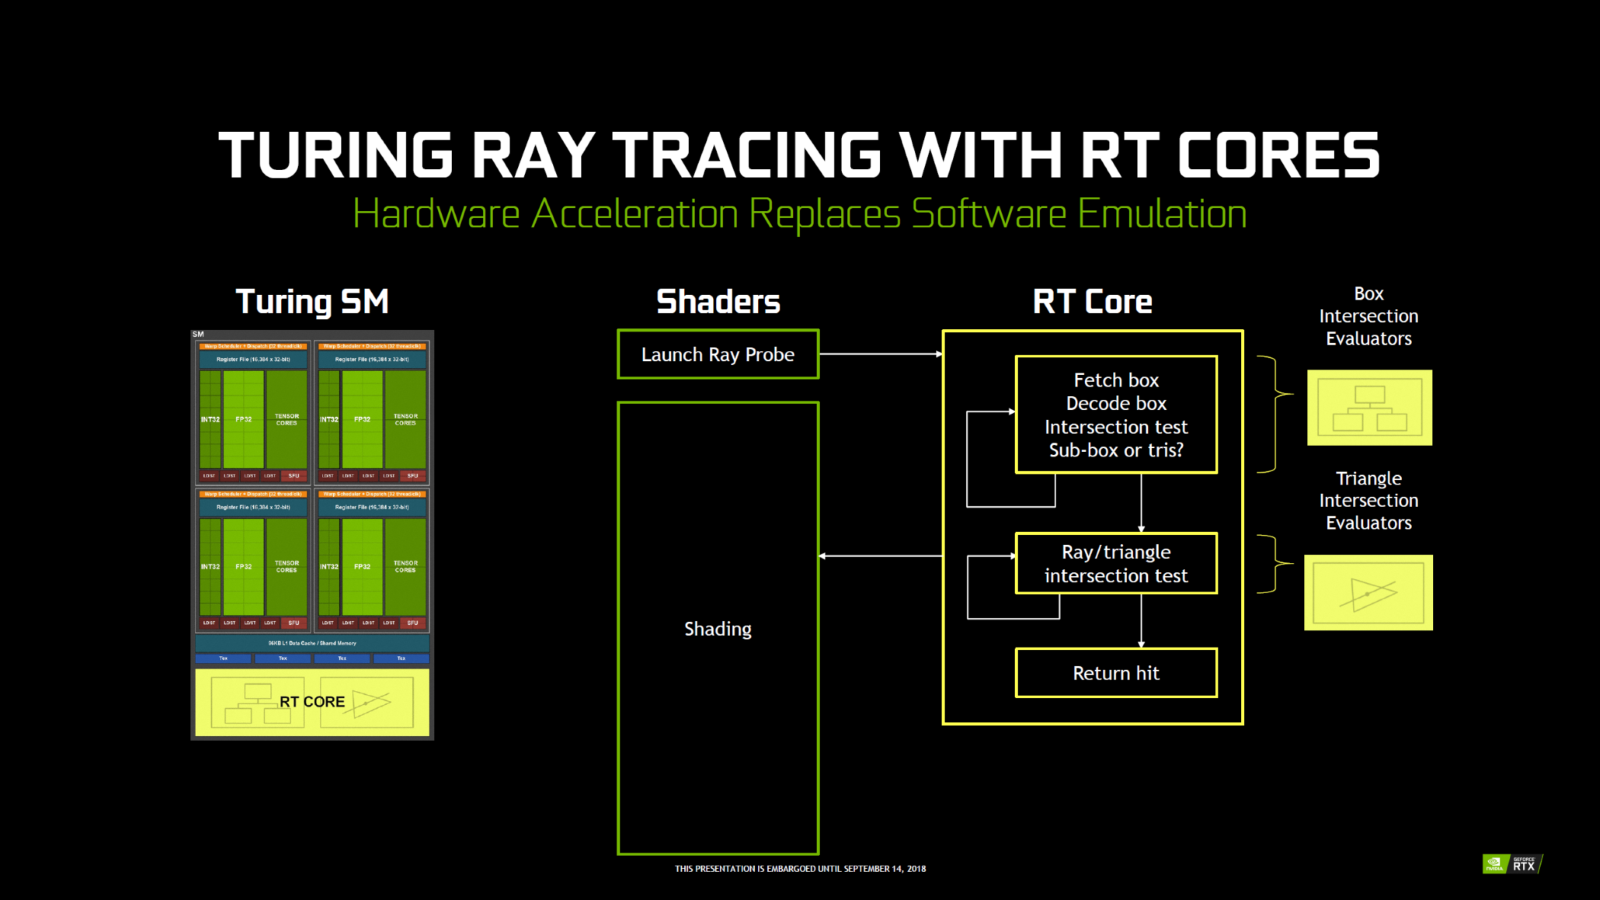 TURING RAY TRACING WITH RT CORES
Hardware Acceleration Replaces Software Emulation
Turing SM
SM
Warp Scheduler + Dispatch (32 thread/clk)
Warp Scheduler + Dispatch (32 thread/clk)
Register File (16,384 x 32-bit)
Register File (16,384 x 32-bit)
INT32
FP32
TENSOR
CORES
INT32
FP32
TENSOR
CORES
LD/ST
LD/ST
LD/ST
LD/ST
SFU
LD/ST
LD/ST
LD/ST
LD/ST
SFU
Warp Scheduler + Dispatch (32 thread/clk)
Warp Scheduler + Dispatch (32 thread/clk)
Register File (16,384 x 32-bit)
Register File (16,384 x 32-bit)
INT32
FP32
TENSOR
CORES
INT32
FP32
TENSOR
CORES
LD/ST
LD/ST
LD/ST
LD/ST
SFU
LD/ST
LD/ST
LD/ST
LD/ST
SFU
96KB L1 Data Cache / Shared Memory
Tex
Tex
Tex
Tex
RT CORE
Shaders
Launch Ray Probe
Shading
RT Core
Fetch box
Decode box
Intersection test
Sub-box or tris?
Ray/triangle
intersection test
Return hit
Box
Intersection
Evaluators
Triangle
Intersection
Evaluators
THIS PRESENTATION IS EMBARGOED UNTIL SEPTEMBER 14, 2018
NVIDIA
GEFORCE
RTX